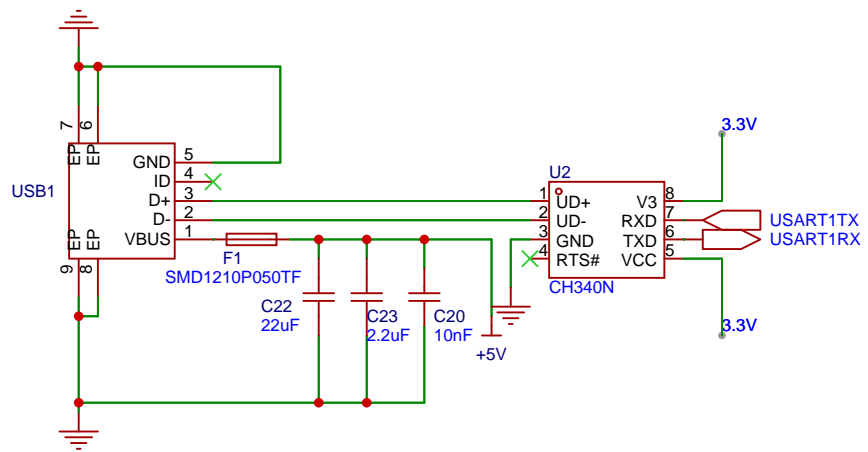 7
6
EP
EP
GND
5
ID
4
D+
3
D-
2
VBUS
1
USB1
EP
EP
9
8
F1
SMD1210P050TF
C22
22uF
C23
2.2uF
C20
10nF
+5V
3.3V
U2
1
UD+
V3
8
2
UD-
RXD
7
USART1TX
3
GND
TXD
6
USART1RX
4
RTS#
VCC
5
CH340N
3.3V